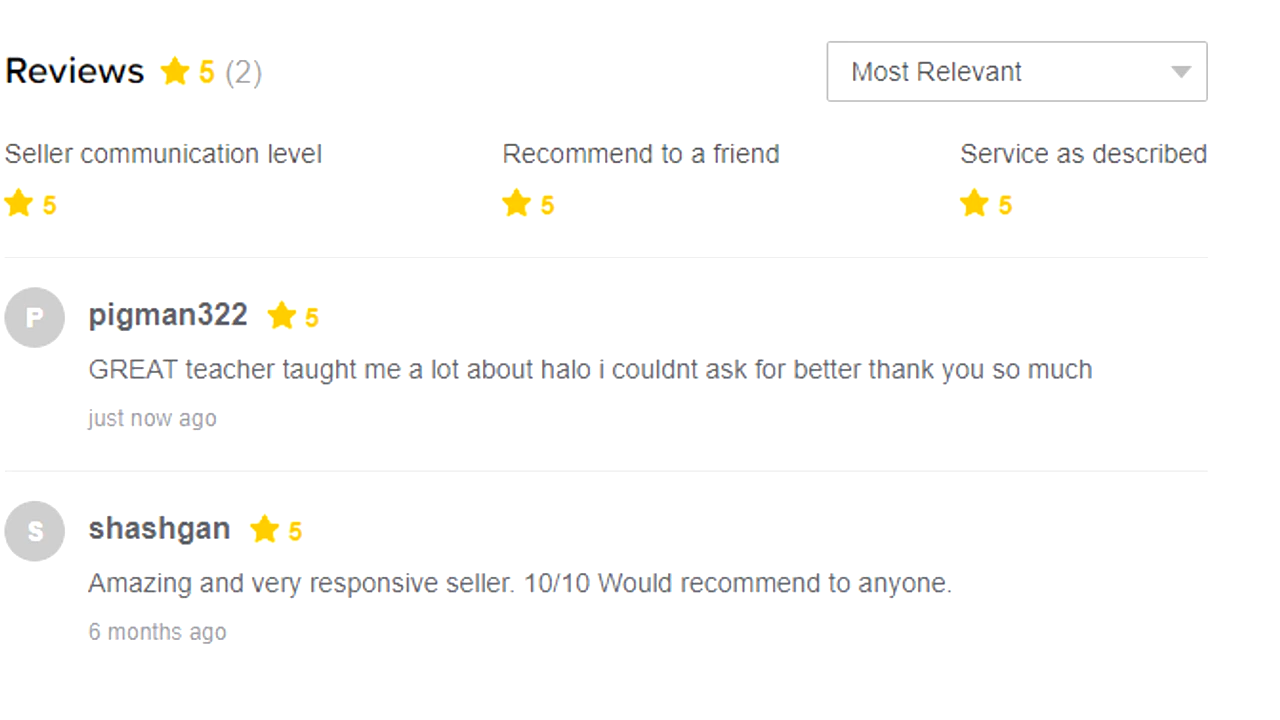 Reviews 5 (2)
Most Relevant
Seller communication level
5
Recommend to a friend
5
Service as described
5
P
pigman322 5
GREAT teacher taught me a lot about halo i couldnt ask for better thank you so much
just now ago
S
shashgan 5
Amazing and very responsive seller. 10/10 Would recommend to anyone.
6 months ago